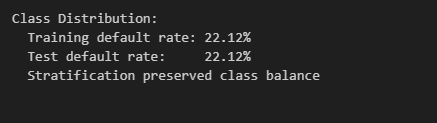 Class Distribution:
  Training default rate: 22.12%
  Test default rate:     22.12%
  Stratification preserved class balance